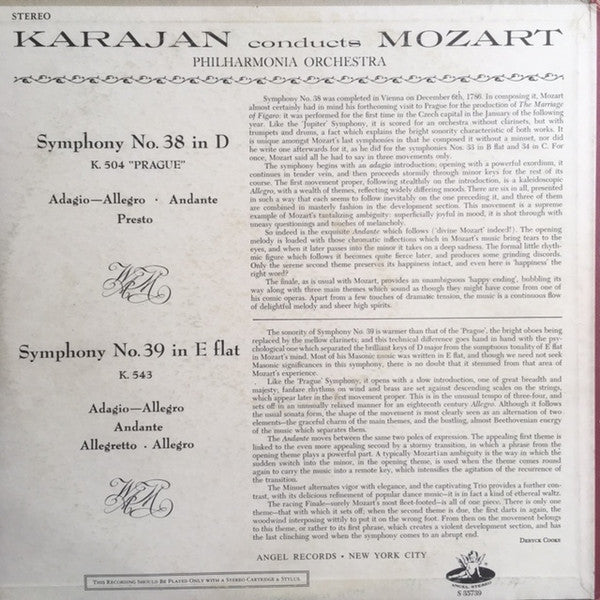 STEREO
KARAJAN conducts MOZART
PHILHARMONIA ORCHESTRA
Symphony No. 38 in D
K. 504 "PRAGUE"
Adagio—Allegro · Andante
Presto
Symphony No. 39 in E flat
K. 543
Adagio—Allegro
Andante
Allegretto · Allegro
Symphony No. 38 was completed in Vienna on December 6th, 1786. In composing it, Mozart
almost certainly had in mind his forthcoming visit to Prague for the production of The Marriage
of Figaro: it was performed for the first time in the Czech capital in the January of the following
year. Like the 'Jupiter' Symphony, it is scored for an orchestra without clarinets, but with
trumpets and drums, a fact which explains the bright sonority characteristic of both works. It
is unique amongst Mozart's last symphonies in that he composed it without a minuet, nor did
he write one afterwards for it, as he did for the symphonies Nos. 33 in B flat and 34 in C. For
once, Mozart said all he had to say in three movements only.
The symphony begins with an adagio introduction; opening with a powerful exordium, it
continues in tender vein, and then proceeds stormily through minor keys for the rest of its
course. The first movement proper, following stealthily on the introduction, is a kaleidoscopic
Allegro, with a wealth of themes, reflecting widely differing moods. There are six in all, presented
in such a way that each seems to follow inevitably on the one preceding it, and three of them
are combined in masterly fashion in the development section. This movement is a supreme
example of Mozart's tantalizing ambiguity: superficially joyful in mood, it is shot through with
uneasy questionings and touches of melancholy.
So indeed is the exquisite Andante which follows ('divine Mozart' indeed!). The opening
melody is loaded with those chromatic inflections which in Mozart's music bring tears to the
eyes, and when it later passes into the minor it takes on a deep sadness. The formal little rhyth-
mic figure which follows it becomes quite fierce later, and produces some grinding discords.
Only the serene second theme preserves its happiness intact, and even here is 'happiness' the
right word?
The finale, as is usual with Mozart, provides an unambiguous 'happy ending', bubbling its
way along with three main themes which sound as though they might have come from one of
his comic operas. Apart from a few touches of dramatic tension, the music is a continuous flow
of delightful melody and sheer high spirits.
The sonority of Symphony No. 39 is warmer than that of the 'Prague', the bright oboes being
replaced by the mellow clarinets; and this technical difference goes hand in hand with the psy-
chological one which separated the brilliant keys of D major from the sumptuous tonality of E flat
in Mozart's mind. Most of his Masonic music was written in E flat, and though we need not seek
Masonic significances in this symphony, there is no doubt that it stemmed from that area of
Mozart's experience.
Like the 'Prague' Symphony, it opens with a slow introduction, one of great breadth and
majesty; fanfare rhythms on wind and brass are set against descending scales on the strings,
which appear later in the first movement proper. This is in the unusual tempo of three-four, and
sets off in an unusually relaxed manner for an eighteenth century Allegro. Although it follows
the usual sonata form, the shape of the movement is most clearly seen as an alternation of two
elements—the graceful charm of the main themes, and the bustling, almost Beethovenian energy
of the music which separates them.
The Andante moves between the same two poles of expression. The appealing first theme is
linked to the even more appealing second by a stormy transition, in which a phrase from the
opening theme plays a powerful part. A typically Mozartian ambiguity is the way in which the
sudden switch into the minor, in the opening theme, is used when the theme comes round
again to carry the music into a remote key, which intensifies the agitation of the recurrence of
the transition.
The Minuet alternates vigor with elegance, and the captivating Trio provides a further con-
trast, with its delicious refinement of popular dance music—it is in fact a kind of ethereal waltz.
The racing Finale—surely Mozart's most fleet-footed—is all of one piece. There is only one
theme—that with which it sets off; when the second theme is due, the first darts in again, the
woodwind interposing wittily to put it on the wrong foot. From then on the movement belongs
to this theme, or rather to its first phrase, which creates a violent development section, and has
the last clinching word when the symphony comes to an abrupt end.
DERYCK COOKE
ANGEL RECORDS · NEW YORK CITY
THIS RECORDING SHOULD BE PLAYED ONLY WITH A STEREO CARTRIDGE & STYLUS.
ANGEL STEREO
S 35739